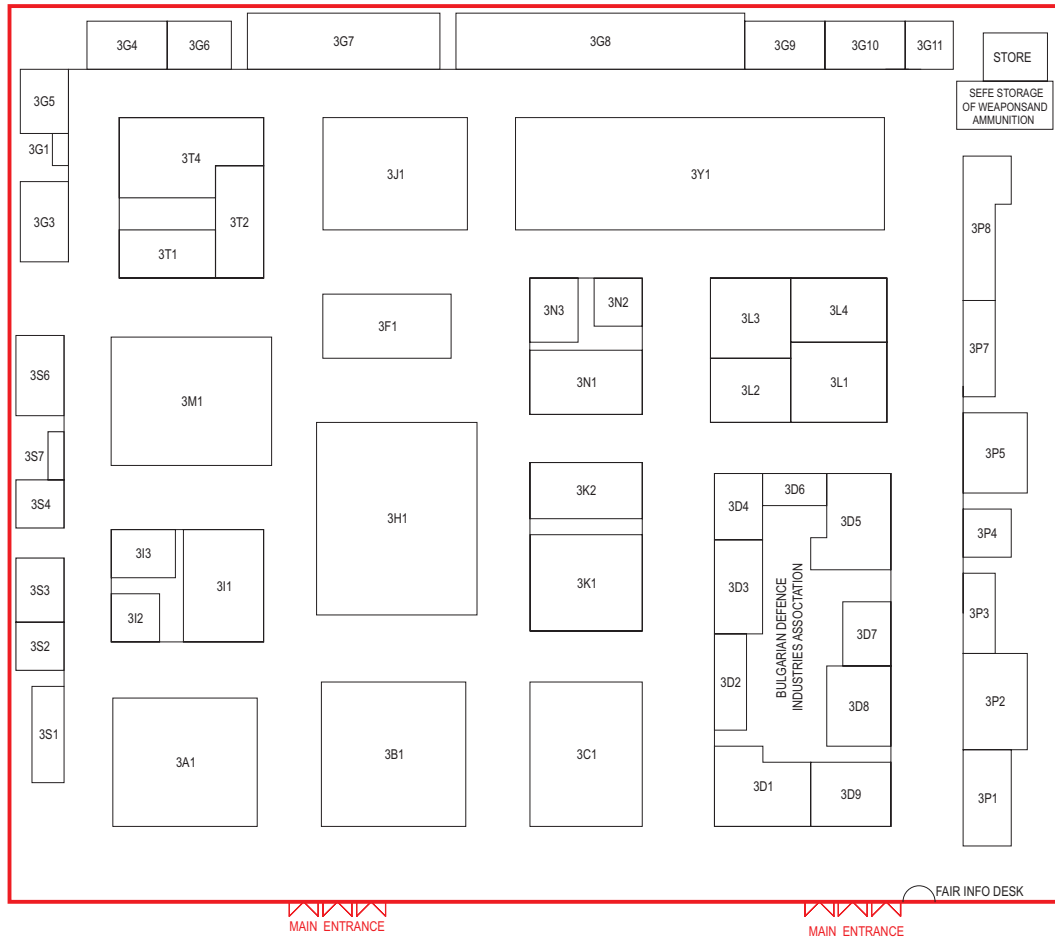 3G4
3G6
3G7
3G8
3G9
3G10
3G11
STORE
SEFE STORAGE
OF WEAPONSAND
AMMUNITION
3G5
3G1
3G3
3T4
3T2
3T1
3J1
3Y1
3P8
3F1
3N3
3N2
3N1
3L3
3L4
3L2
3L1
3P7
3S6
3M1
3S7
3S4
3H1
3K2
3K1
3D4
3D6
3D5
3P5
3P4
3I3
3I1
3I2
3S3
3S2
3D3
BULGARIAN DEFENCE
INDUSTRIES ASSOCTATION
3D7
3P3
3D2
3D8
3P2
3S1
3A1
3B1
3C1
3D1
3D9
3P1
FAIR INFO DESK
MAIN ENTRANCE
MAIN ENTRANCE